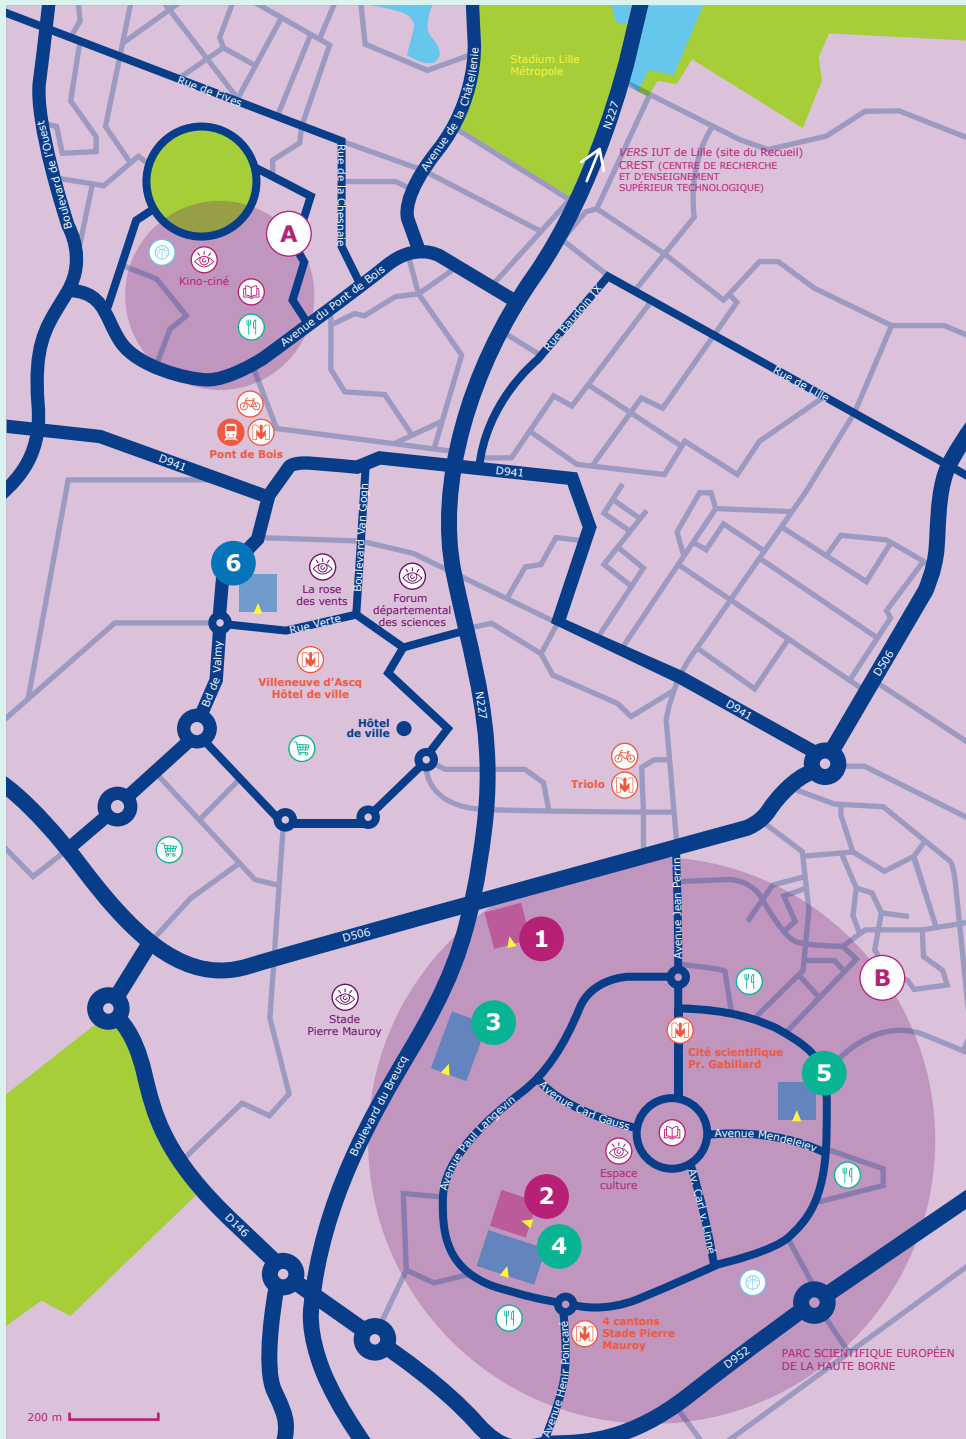 Stadium Lille
Métropole
Rue de Fives
Avenue de la Châtellenie
N227
Boulevard de l'Ouest
Rue de la Chesnaie
VERS IUT de Lille (site du Recueil)
CREST (CENTRE DE RECHERCHE
ET D'ENSEIGNEMENT
SUPÉRIEUR TECHNOLOGIQUE)
A
Kino-ciné
Avenue du Pont de Bois
Rue Baudoin IX
Rue de Lille
Pont de Bois
D941
D941
Boulevard Van Gogh
6
La rose
des vents
Forum
départemental
des sciences
Rue Verte
Bd de Valmy
Villeneuve d'Ascq
Hôtel de ville
Hôtel
de ville
N227
D506
D941
Triolo
D506
Avenue Jean Perrin
1
B
Stade
Pierre Mauroy
3
Cité scientifique
Pr. Gabillard
5
Boulevard du Breucq
Avenue Paul Langevin
Avenue Carl Gauss
Avenue Mendeleiev
Espace
culture
Av. Carl v. Linné
2
4
D146
4 cantons
Stade Pierre
Mauroy
Avenue Henir Poincaré
D952
PARC SCIENTIFIQUE EUROPÉEN
DE LA HAUTE BORNE
200 m